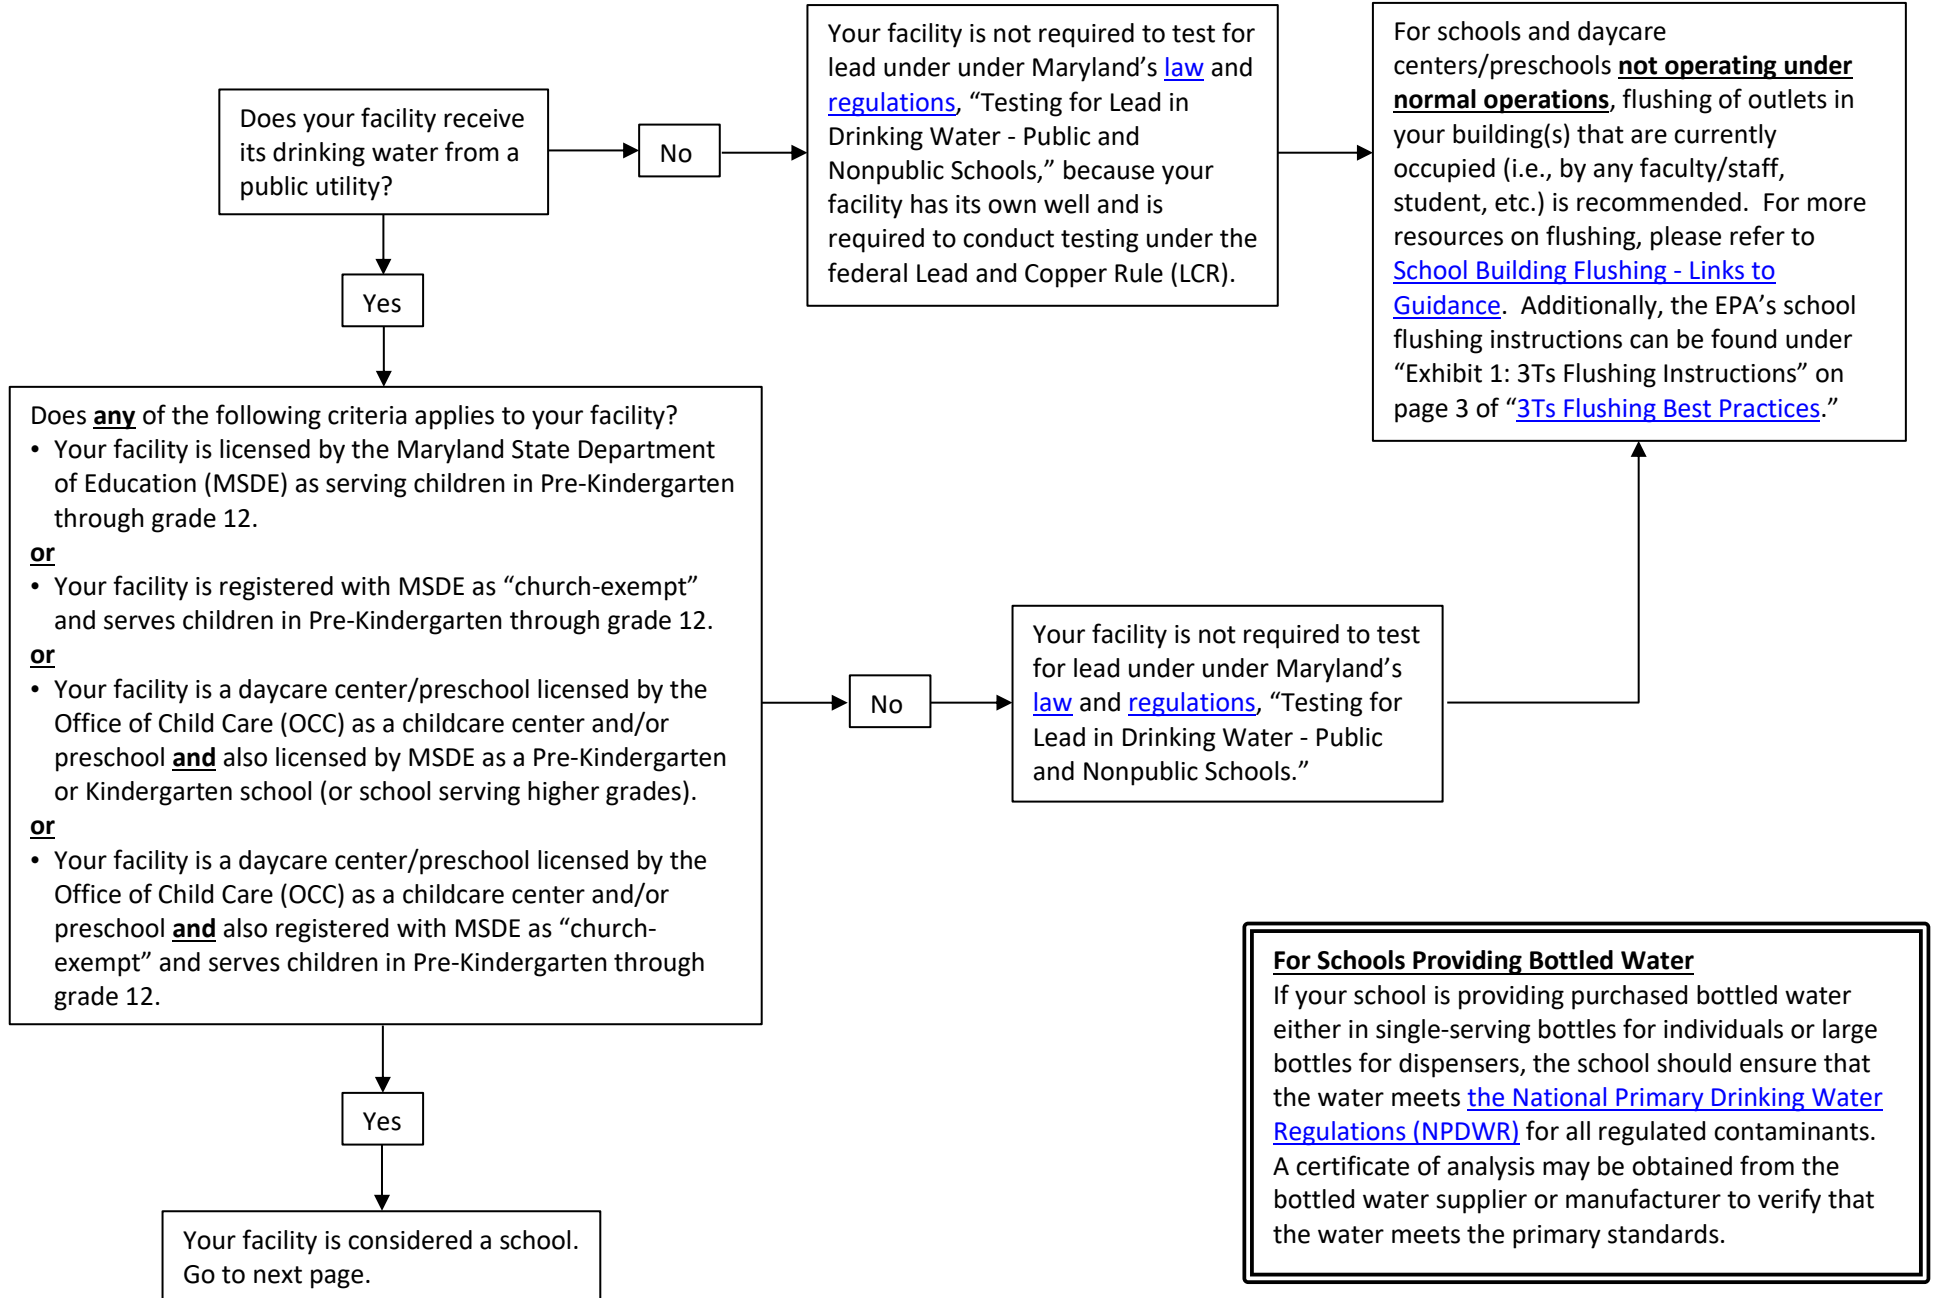 Does your facility receive
its drinking water from a
public utility?
No
Your facility is not required to test for
lead under under Maryland’s law and
regulations, “Testing for Lead in
Drinking Water - Public and
Nonpublic Schools,” because your
facility has its own well and is
required to conduct testing under the
federal Lead and Copper Rule (LCR).
For schools and daycare
centers/preschools not operating under
normal operations, flushing of outlets in
your building(s) that are currently
occupied (i.e., by any faculty/staff,
student, etc.) is recommended.  For more
resources on flushing, please refer to
School Building Flushing - Links to
Guidance.  Additionally, the EPA’s school
flushing instructions can be found under
“Exhibit 1: 3Ts Flushing Instructions” on
page 3 of “3Ts Flushing Best Practices.”
Yes
Does any of the following criteria applies to your facility?
• Your facility is licensed by the Maryland State Department
of Education (MSDE) as serving children in Pre-Kindergarten
through grade 12.
or
• Your facility is registered with MSDE as “church-exempt”
and serves children in Pre-Kindergarten through grade 12.
or
• Your facility is a daycare center/preschool licensed by the
Office of Child Care (OCC) as a childcare center and/or
preschool and also licensed by MSDE as a Pre-Kindergarten
or Kindergarten school (or school serving higher grades).
or
• Your facility is a daycare center/preschool licensed by the
Office of Child Care (OCC) as a childcare center and/or
preschool and also registered with MSDE as “church-
exempt” and serves children in Pre-Kindergarten through
grade 12.
No
Your facility is not required to test
for lead under under Maryland’s
law and regulations, “Testing for
Lead in Drinking Water - Public
and Nonpublic Schools.”
Yes
Your facility is considered a school.
Go to next page.
For Schools Providing Bottled Water
If your school is providing purchased bottled water
either in single-serving bottles for individuals or large
bottles for dispensers, the school should ensure that
the water meets the National Primary Drinking Water
Regulations (NPDWR) for all regulated contaminants.
A certificate of analysis may be obtained from the
bottled water supplier or manufacturer to verify that
the water meets the primary standards.